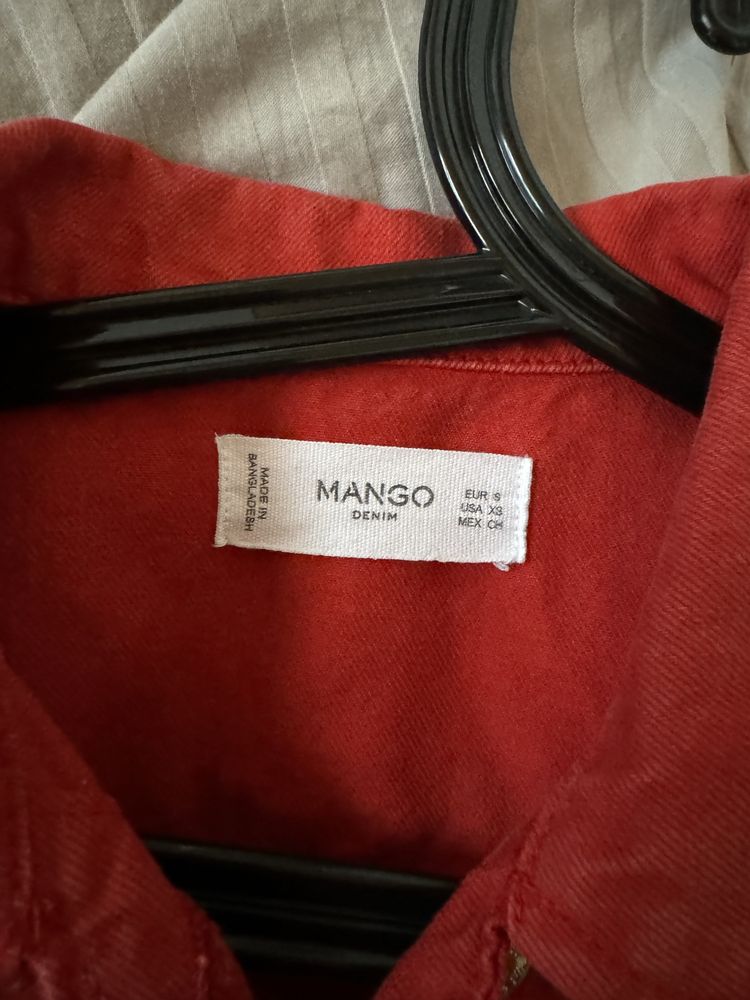 MADE IN
BANGLADESH
MANGO
DENIM
EUR S
USA XS
MEX CH